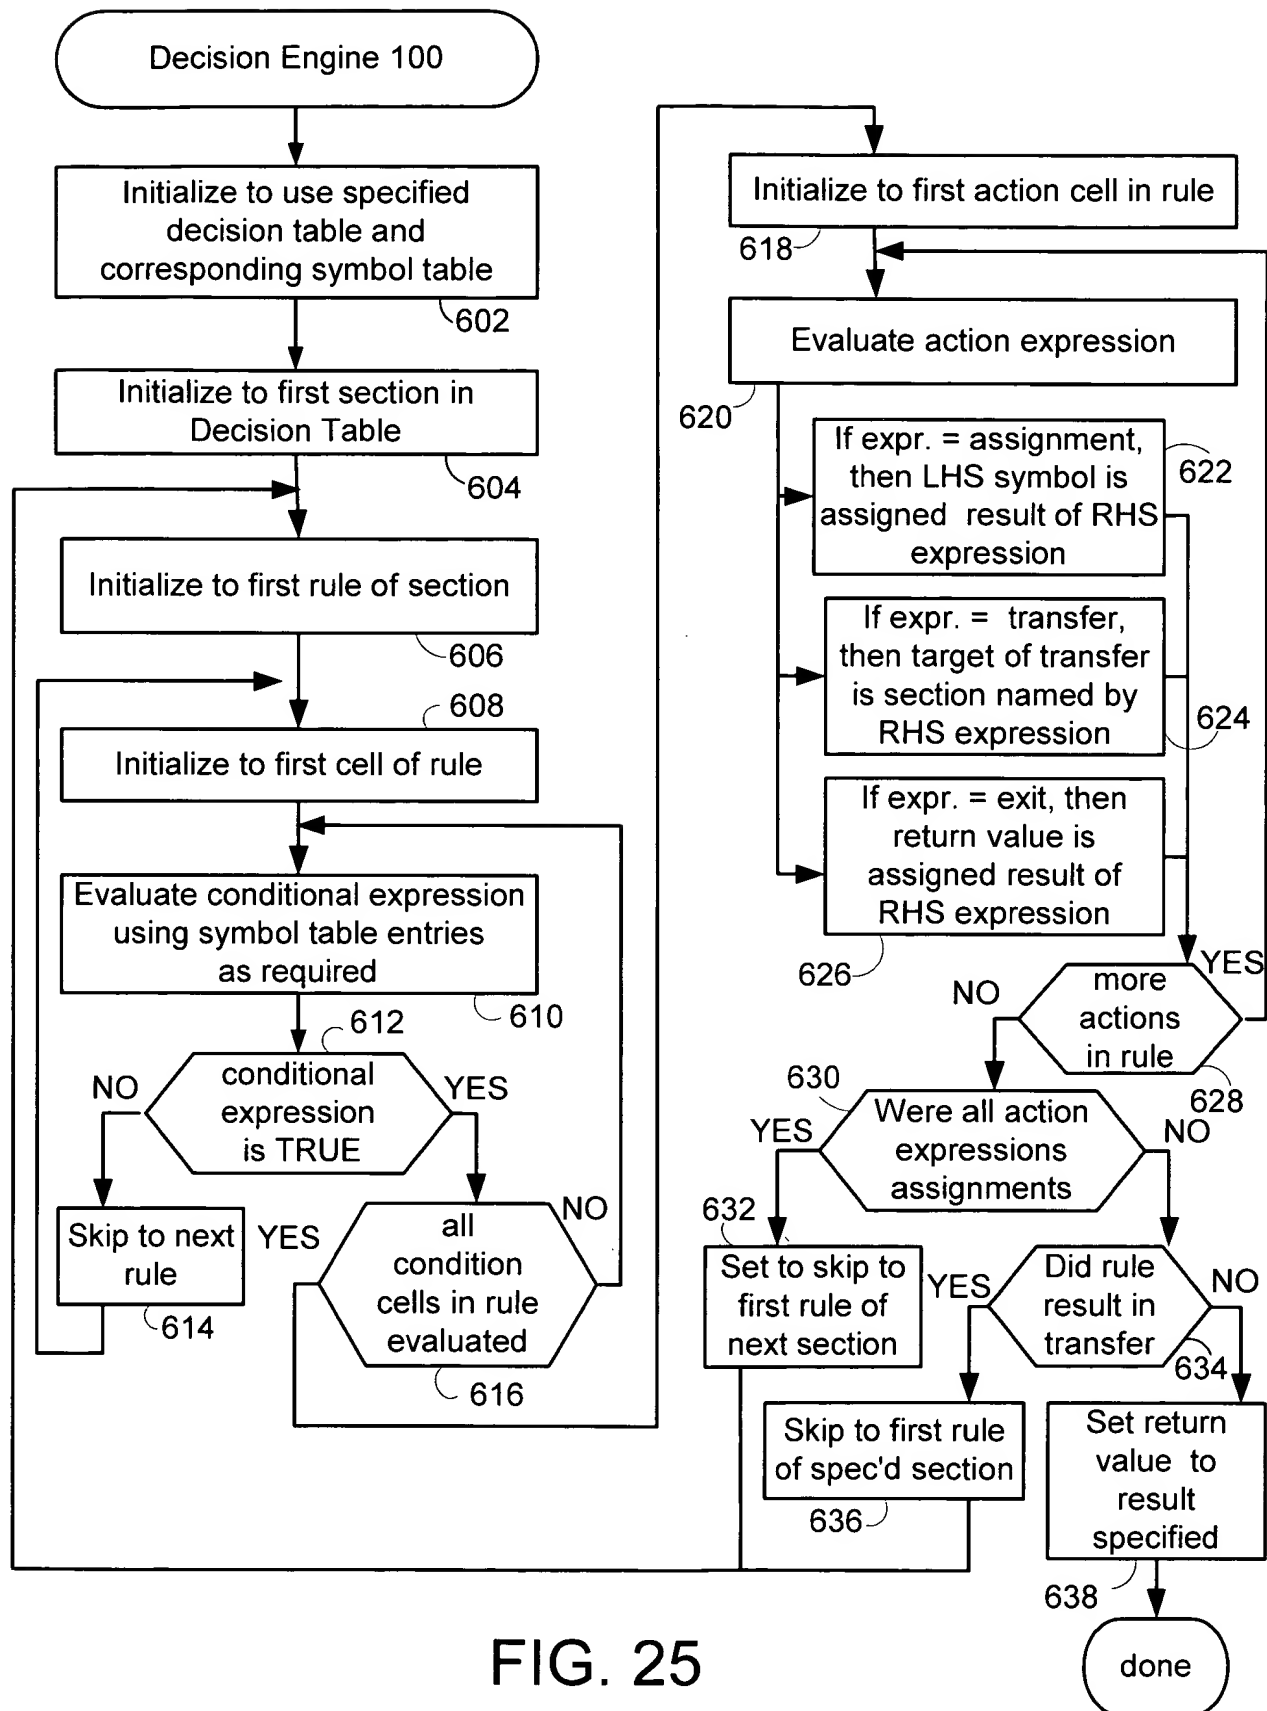 Decision Engine 100
Initialize to use specified
decision table and
corresponding symbol table
602
Initialize to first section in
Decision Table
604
Initialize to first rule of section
606
608
Initialize to first cell of rule
Evaluate conditional expression
using symbol table entries
as required
610
612
conditional
expression
is TRUE
NO
YES
Skip to next
rule
614
YES
all
condition
cells in rule
evaluated
NO
616
Initialize to first action cell in rule
618
Evaluate action expression
620
If expr. = assignment,
then LHS symbol is
assigned result of RHS
expression
622
If expr. = transfer,
then target of transfer
is section named by
RHS expression
624
If expr. = exit, then
return value is
assigned result of
RHS expression
626
YES
NO
more
actions
in rule
628
630
Were all action
expressions
assignments
YES
NO
632
Set to skip to
first rule of
next section
YES
Did rule
result in
transfer
NO
634
Skip to first rule
of spec'd section
636
Set return
value to
result
specified
638
done
FIG. 25